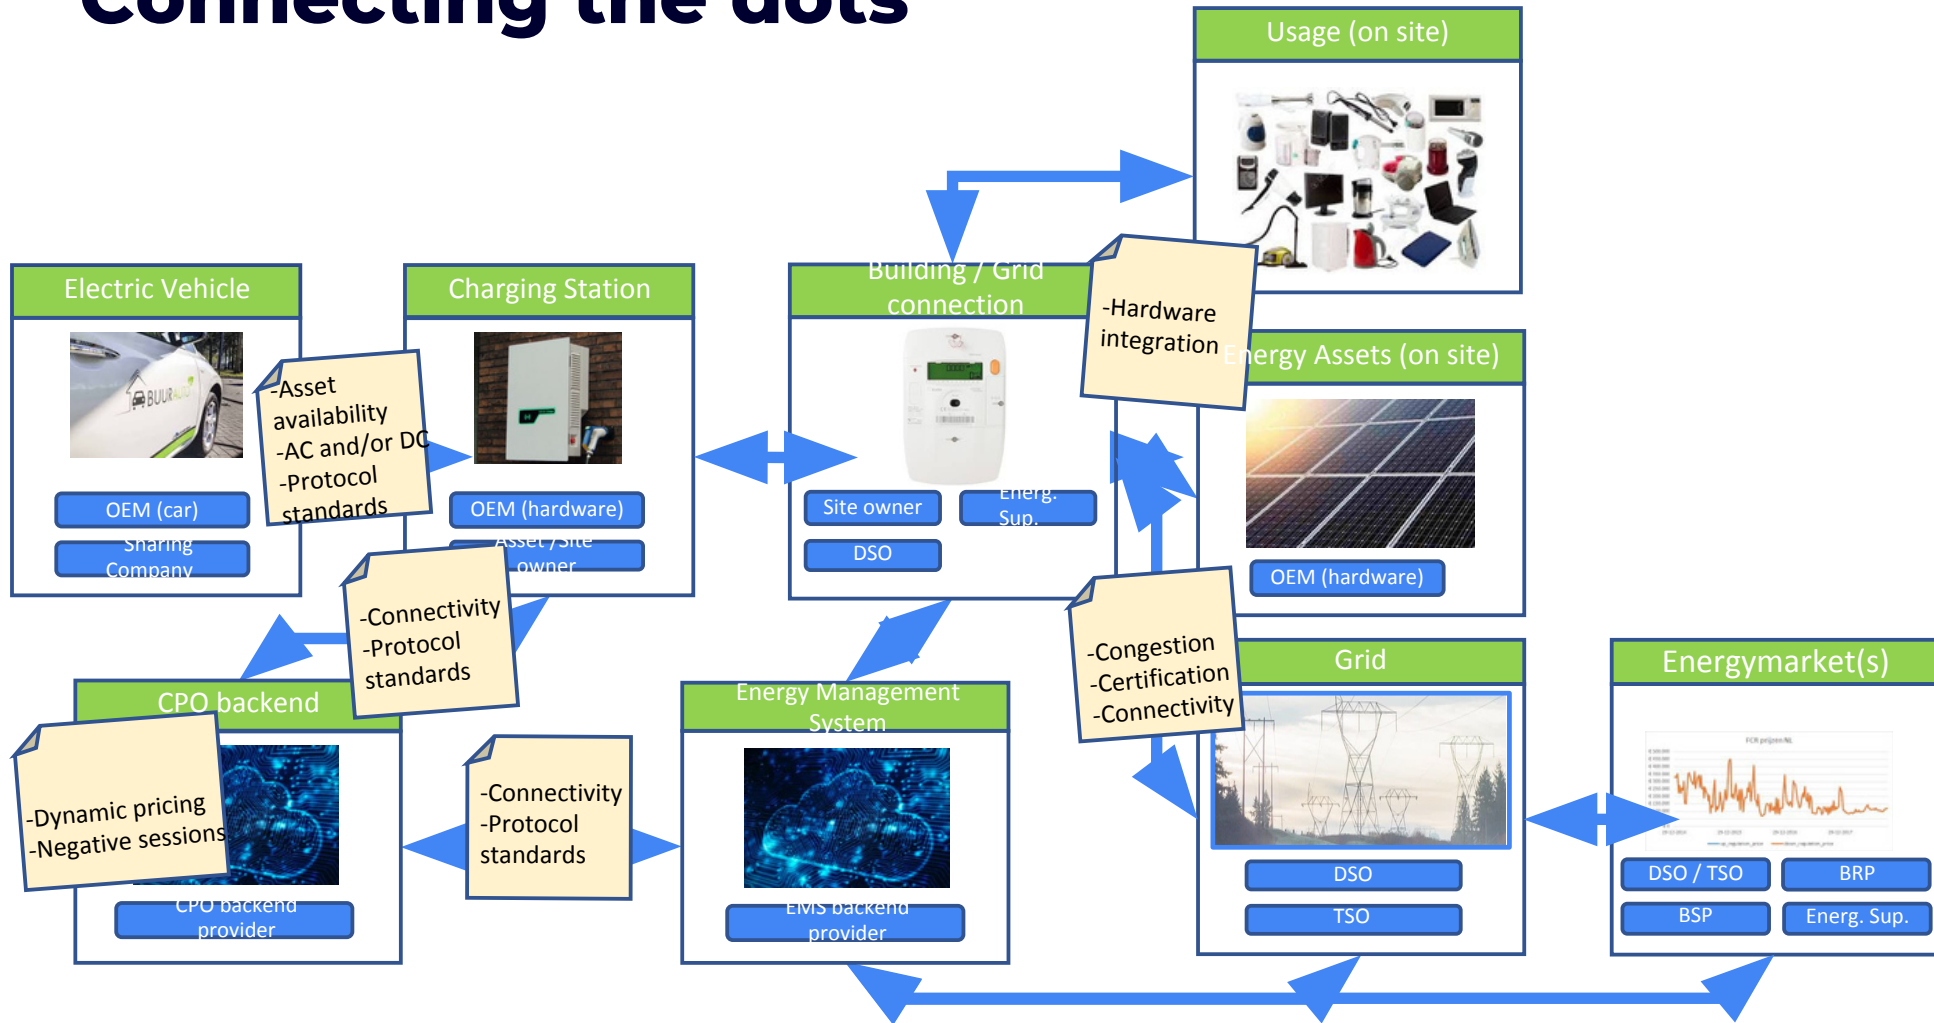 Connecting the dots
Usage (on site)
Electric Vehicle
BUURAUTO
OEM (car)
Sharing
Company
-Asset
availability
-AC and/or DC
-Protocol
standards
Charging Station
OEM (hardware)
Asset /Site
owner
Building / Grid
connection
Site owner
Energ.
Sup.
DSO
-Hardware
integration
Energy Assets (on site)
OEM (hardware)
-Connectivity
-Protocol
standards
CPO backend
-Dynamic pricing
-Negative sessions
CPO backend
provider
-Connectivity
-Protocol
standards
Energy Management
System
EMS backend
provider
-Congestion
-Certification
-Connectivity
Grid
DSO
TSO
Energymarket(s)
FCR prijzen NL
DSO / TSO
BRP
BSP
Energ. Sup.